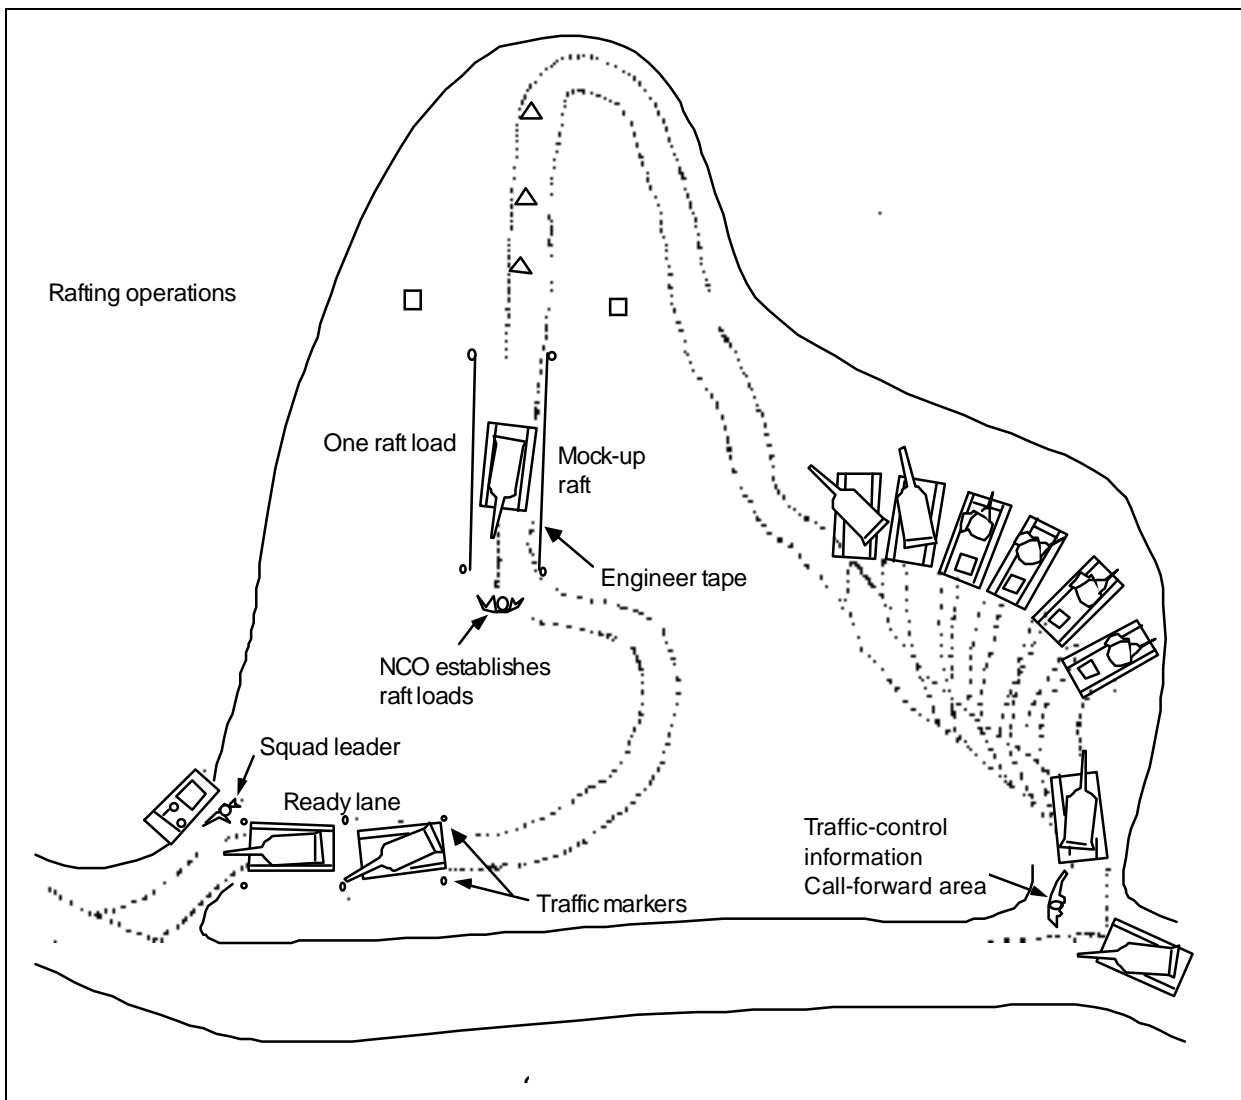 Rafting operations
One raft load
Mock-up
raft
Engineer tape
NCO establishes
raft loads
Squad leader
Ready lane
Traffic-control
information
Call-forward area
Traffic markers